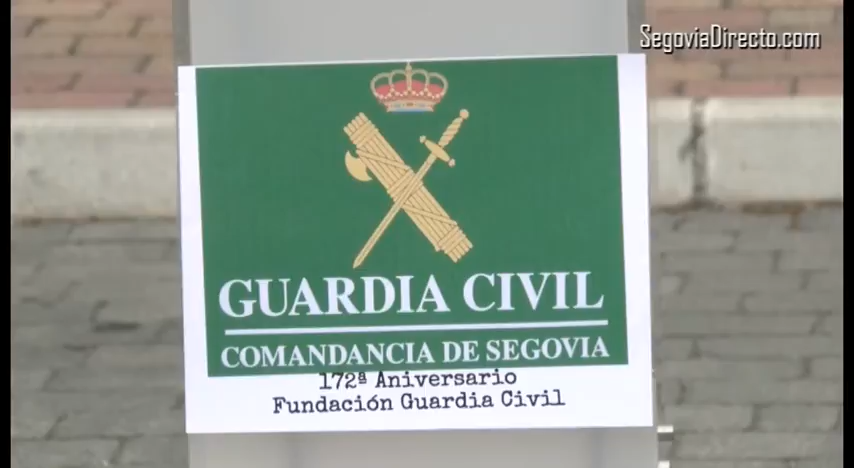 SegoviaDirecto.com
GUARDIA CIVIL
COMANDANCIA DE SEGOVIA
172ª Aniversario
Fundación Guardia Civil